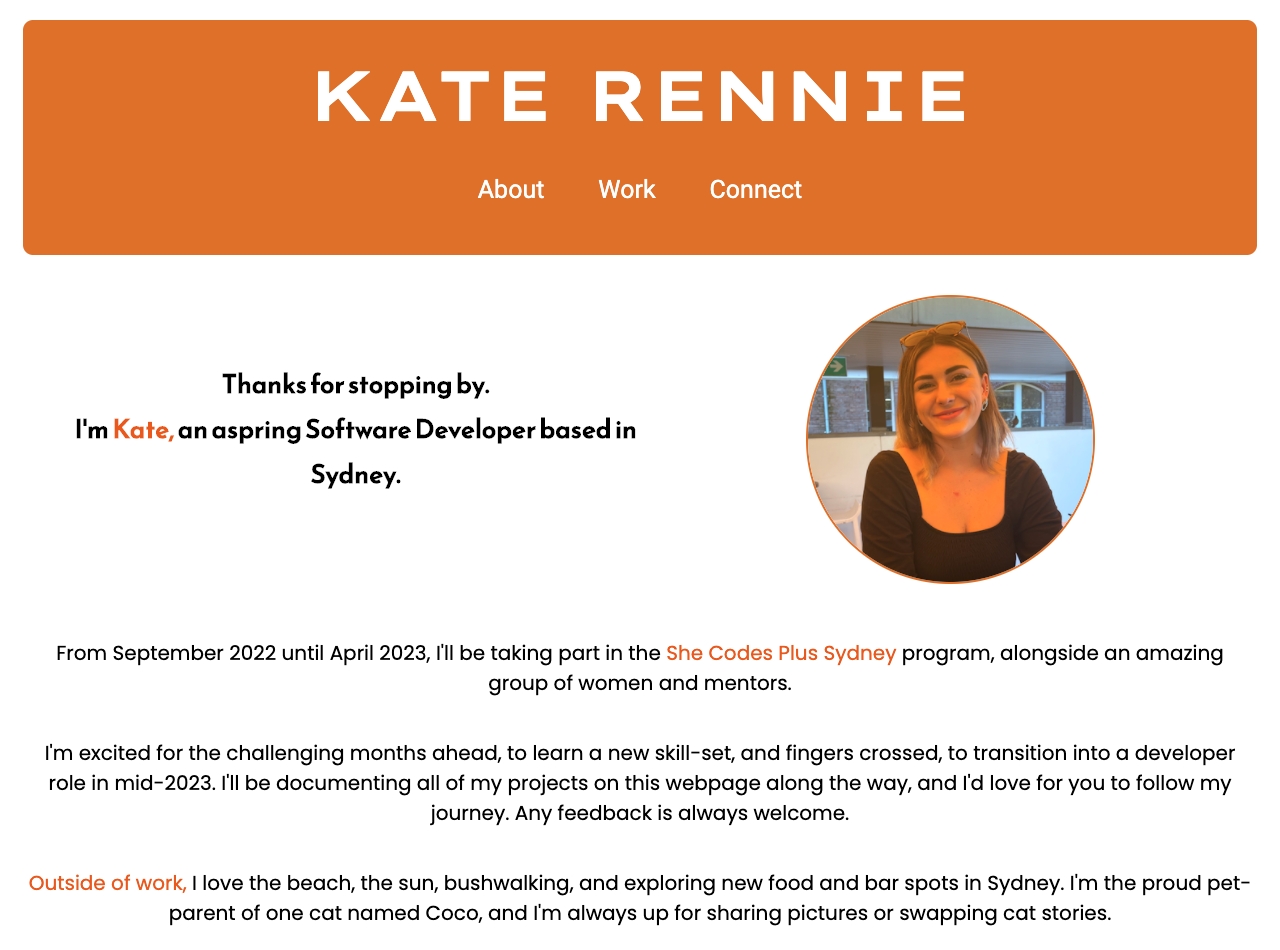 KATE RENNIE
About Work Connect
Thanks for stopping by.
I'm Kate, an aspring Software Developer based in
Sydney.
From September 2022 until April 2023, I'll be taking part in the She Codes Plus Sydney program, alongside an amazing
group of women and mentors.
I'm excited for the challenging months ahead, to learn a new skill-set, and fingers crossed, to transition into a developer
role in mid-2023. I'll be documenting all of my projects on this webpage along the way, and I'd love for you to follow my
journey. Any feedback is always welcome.
Outside of work, I love the beach, the sun, bushwalking, and exploring new food and bar spots in Sydney. I'm the proud pet-
parent of one cat named Coco, and I'm always up for sharing pictures or swapping cat stories.